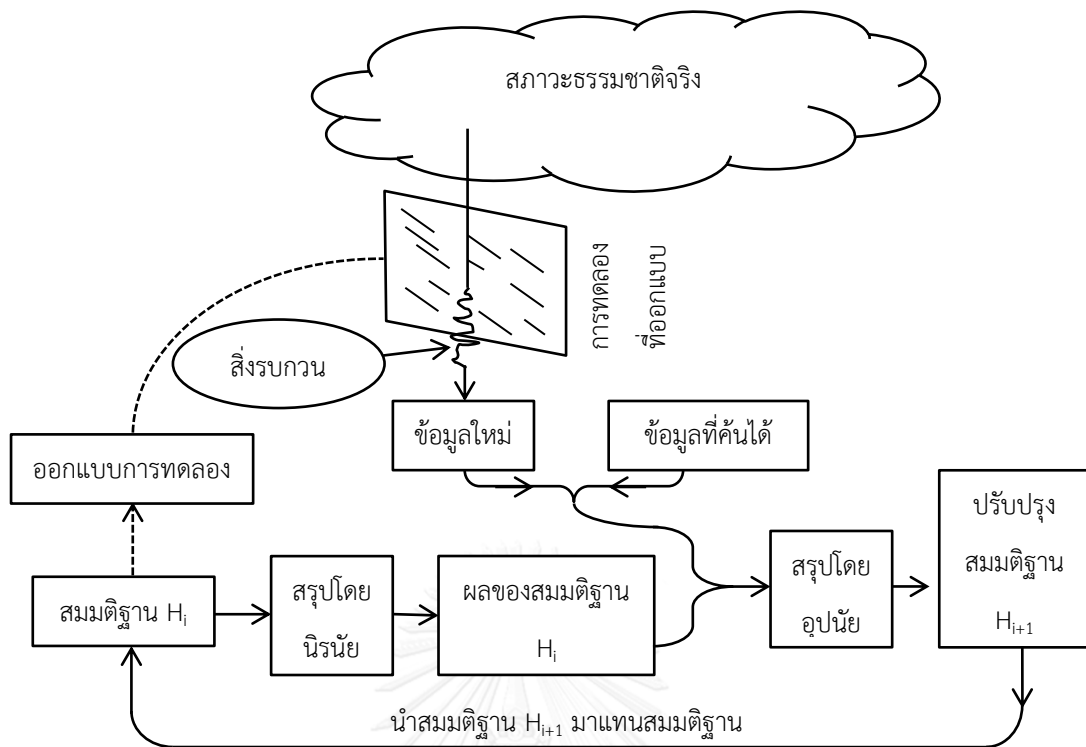 สภาวะธรรมชาติจริง
การทดลอง
ที่ออกแบบ
สิ่งรบกวน
ข้อมูลใหม่
ข้อมูลที่ค้นได้
ออกแบบการทดลอง
ปรับปรุง
สมมติฐาน
H_{i+1}
สมมติฐาน H_i
สรุปโดย
นิรนัย
ผลของสมมติฐาน
H_i
สรุปโดย
อุปนัย
นำสมมติฐาน H_{i+1} มาแทนสมมติฐาน